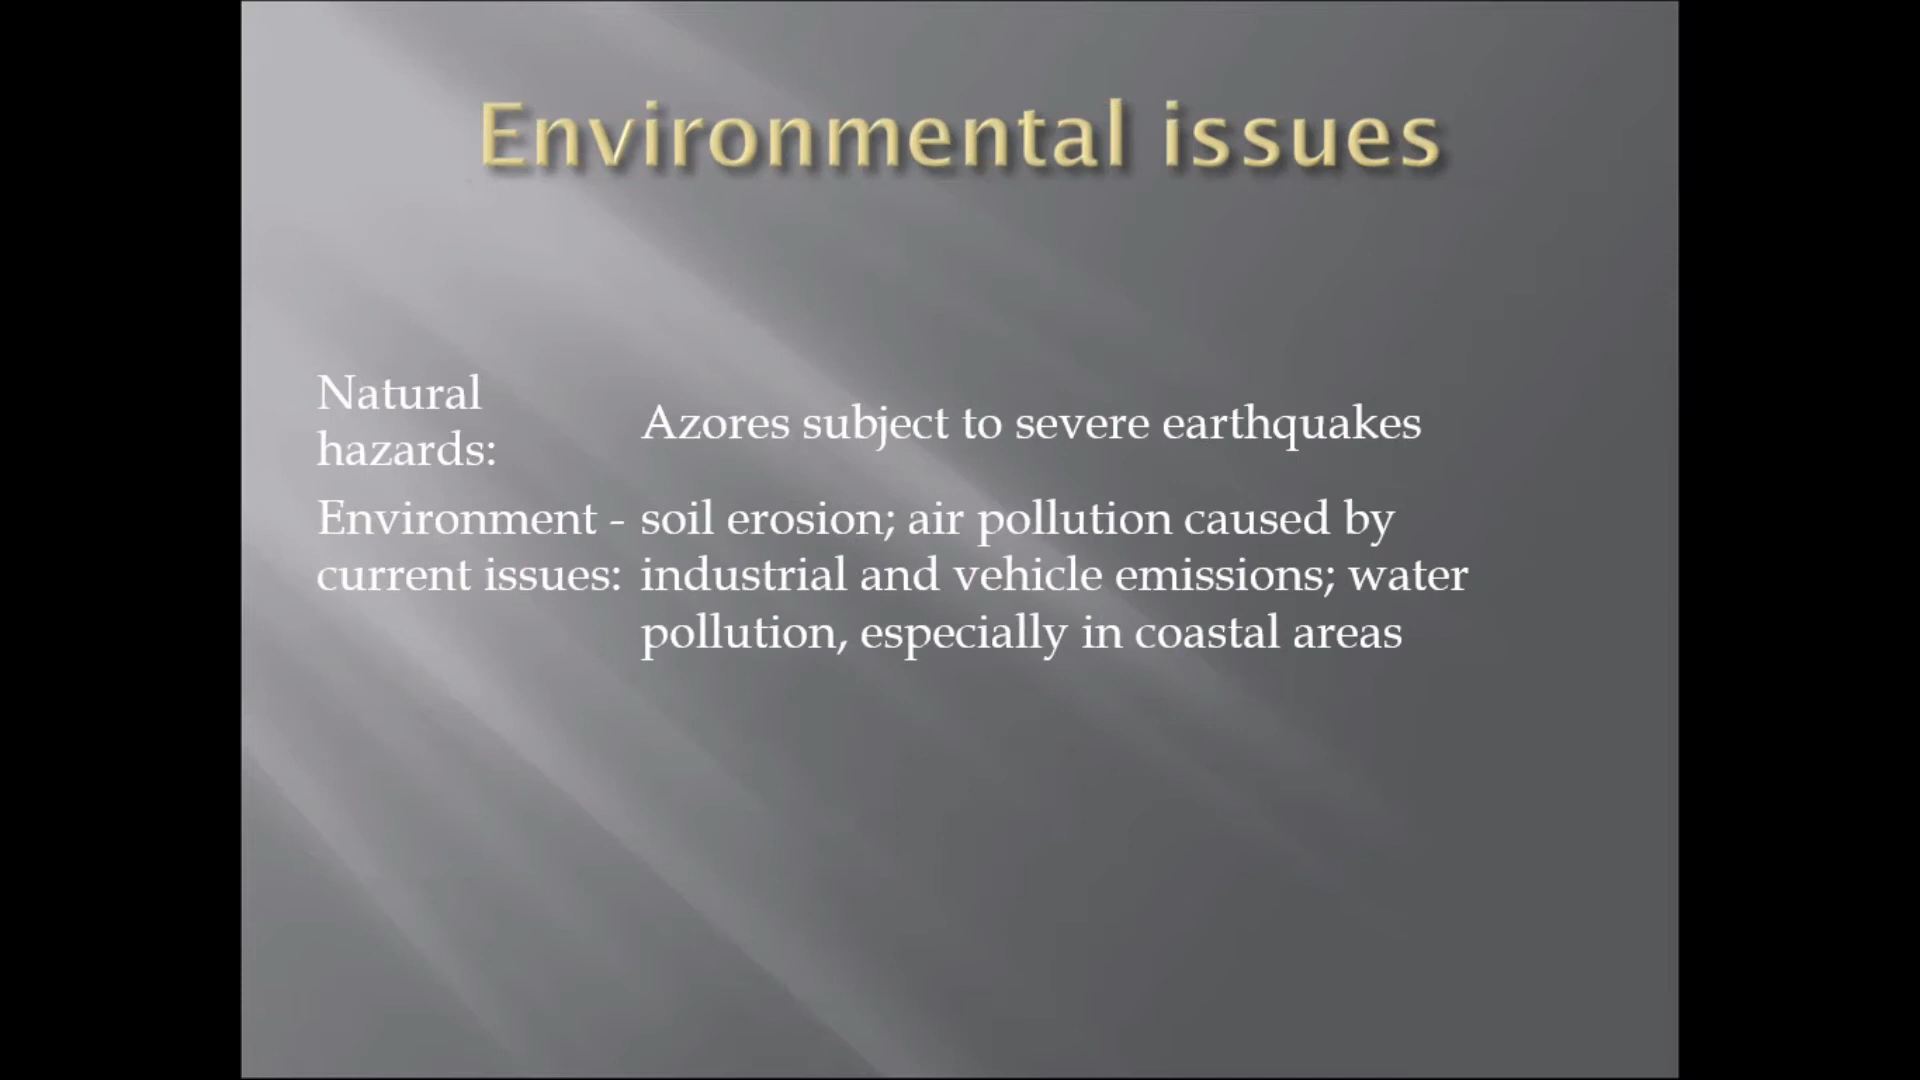 Environmental issues
Natural
hazards:
Azores subject to severe earthquakes
Environment -
current issues:
soil erosion; air pollution caused by
industrial and vehicle emissions; water
pollution, especially in coastal areas